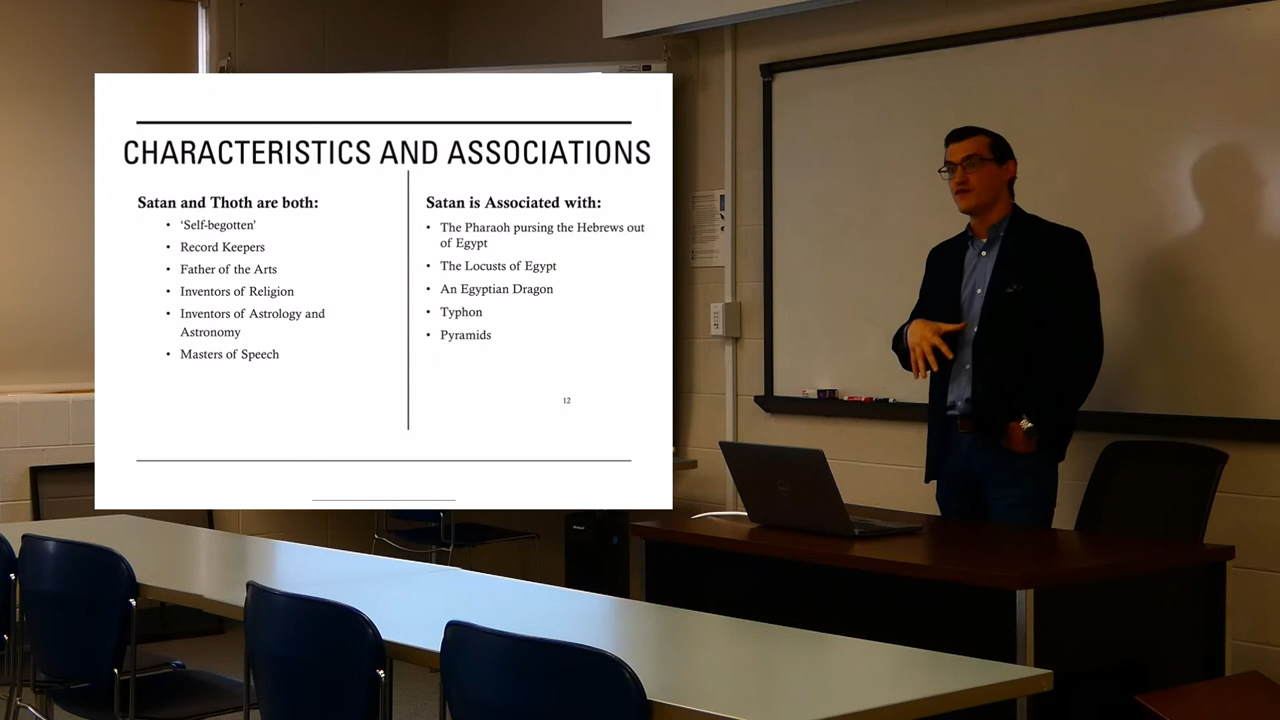 CHARACTERISTICS AND ASSOCIATIONS
Satan and Thoth are both:
• ‘Self-begotten’
• Record Keepers
• Father of the Arts
• Inventors of Religion
• Inventors of Astrology and
Astronomy
• Masters of Speech
Satan is Associated with:
• The Pharaoh pursing the Hebrews out
of Egypt
• The Locusts of Egypt
• An Egyptian Dragon
• Typhon
• Pyramids
12